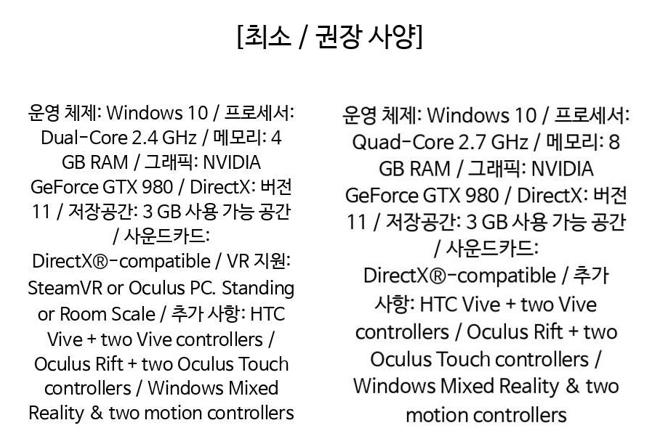 [최소 / 권장 사양]
운영 체제: Windows 10 / 프로세서:
Dual-Core 2.4 GHz / 메모리: 4
GB RAM / 그래픽: NVIDIA
GeForce GTX 980 / DirectX: 버전
11 / 저장공간: 3 GB 사용 가능 공간
/ 사운드카드:
DirectX®-compatible / VR 지원:
SteamVR or Oculus PC. Standing
or Room Scale / 추가 사항: HTC
Vive + two Vive controllers /
Oculus Rift + two Oculus Touch
controllers / Windows Mixed
Reality & two motion controllers
운영 체제: Windows 10 / 프로세서:
Quad-Core 2.7 GHz / 메모리: 8
GB RAM / 그래픽: NVIDIA
GeForce GTX 980 / DirectX: 버전
11 / 저장공간: 3 GB 사용 가능 공간
/ 사운드카드:
DirectX®-compatible / 추가
사항: HTC Vive + two Vive
controllers / Oculus Rift + two
Oculus Touch controllers /
Windows Mixed Reality & two
motion controllers